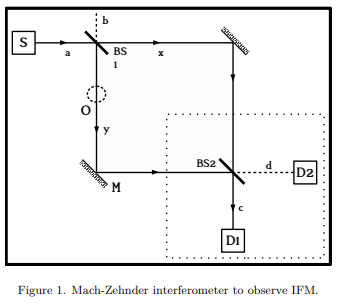 b
S
BS
1
a
x
O
y
BS2
d
D2
M
c
D1
Figure 1. Mach-Zehnder interferometer to observe IFM.